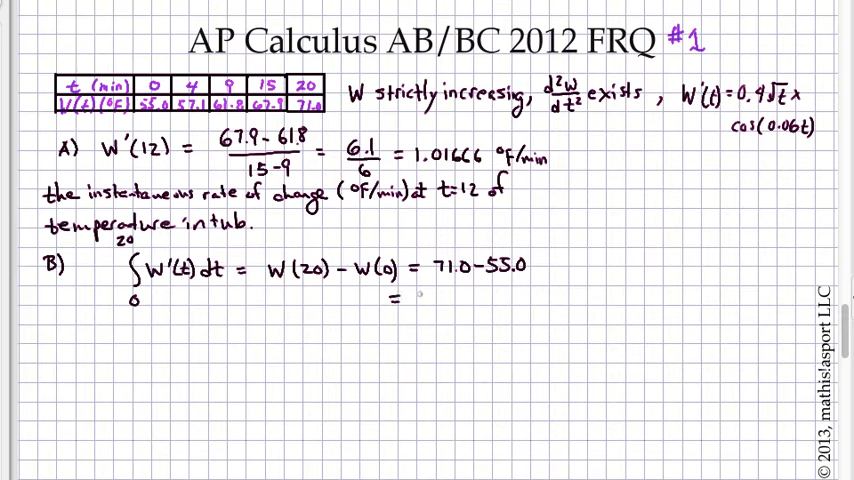 AP Calculus AB/BC 2012 FRQ #1
t (min) 0 4 9 15 20
W(t)(°F) 55.0 57.1 61.8 67.9 71.0
W strictly increasing, d²W/dt² exists, W'(t)=0.4√t ×
cos(0.06t)
A) W'(12) = 67.9-61.8/15-9 = 6.1/6 = 1.01666 °F/min
the instantaneous rate of change (°F/min) at t=12 of
temperature in tub.
B) ∫₀²⁰ W'(t) dt = W(20) - W(0) = 71.0-55.0
=
© 2013, mathis!asport LLC